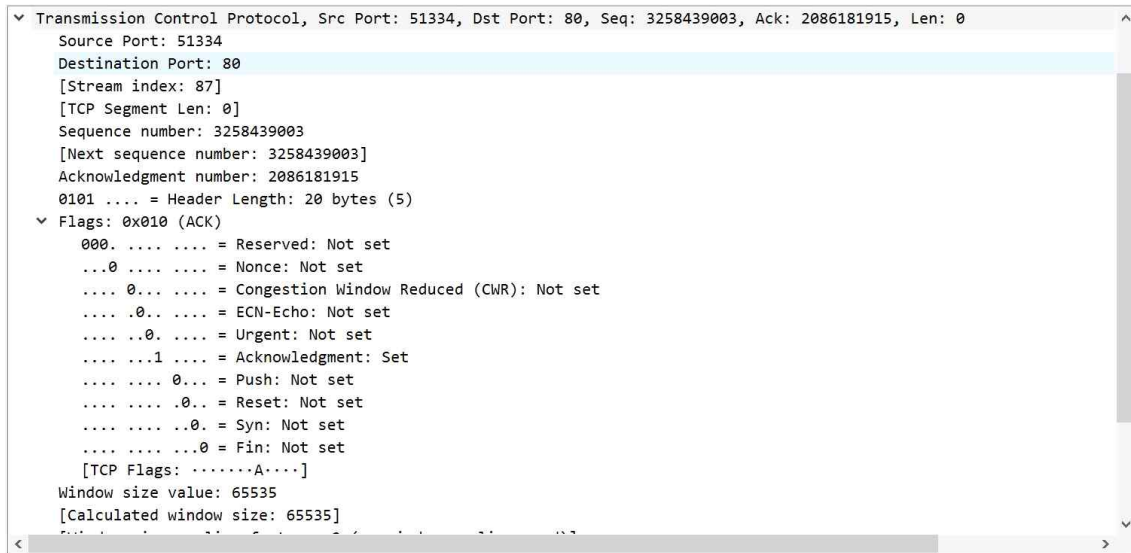 Transmission Control Protocol, Src Port: 51334, Dst Port: 80, Seq: 3258439003, Ack: 2086181915, Len: 0
Source Port: 51334
Destination Port: 80
[Stream index: 87]
[TCP Segment Len: 0]
Sequence number: 3258439003
[Next sequence number: 3258439003]
Acknowledgment number: 2086181915
0101 .... = Header Length: 20 bytes (5)
Flags: 0x010 (ACK)
000. .... .... = Reserved: Not set
...0 .... .... = Nonce: Not set
.... 0... .... = Congestion Window Reduced (CWR): Not set
.... .0.. .... = ECN-Echo: Not set
.... ..0. .... = Urgent: Not set
.... ...1 .... = Acknowledgment: Set
.... .... 0... = Push: Not set
.... .... .0.. = Reset: Not set
.... .... ..0. = Syn: Not set
.... .... ...0 = Fin: Not set
[TCP Flags: ·······A····]
Window size value: 65535
[Calculated window size: 65535]